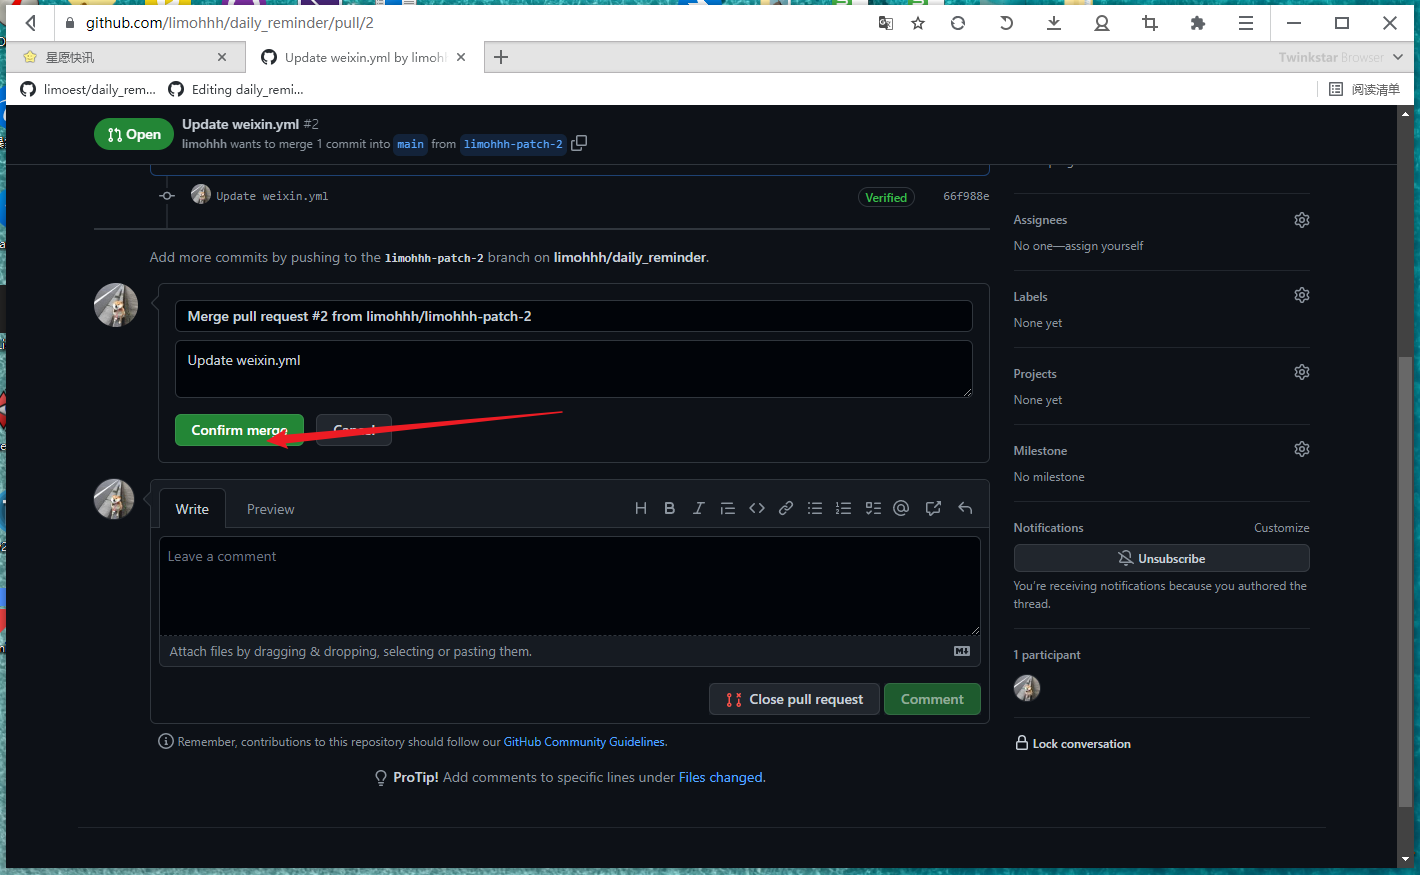 github.com/limohhh/daily_reminder/pull/2
星愿快讯
Update weixin.yml by limohh
Twinkstar Browser
limoest/daily_rem...
Editing daily_remi...
阅读清单
Open
Update weixin.yml #2
limohhh wants to merge 1 commit into main from limohhh-patch-2
Update weixin.yml
Verified
66f988e
Add more commits by pushing to the limohhh-patch-2 branch on limohhh/daily_reminder.
Merge pull request #2 from limohhh/limohhh-patch-2
Update weixin.yml
Confirm merge
Cancel
Write
Preview
Leave a comment
Attach files by dragging & dropping, selecting or pasting them.
Close pull request
Comment
Remember, contributions to this repository should follow our GitHub Community Guidelines.
ProTip! Add comments to specific lines under Files changed.
Assignees
No one—assign yourself
Labels
None yet
Projects
None yet
Milestone
No milestone
Notifications
Customize
Unsubscribe
You're receiving notifications because you authored the
thread.
1 participant
Lock conversation